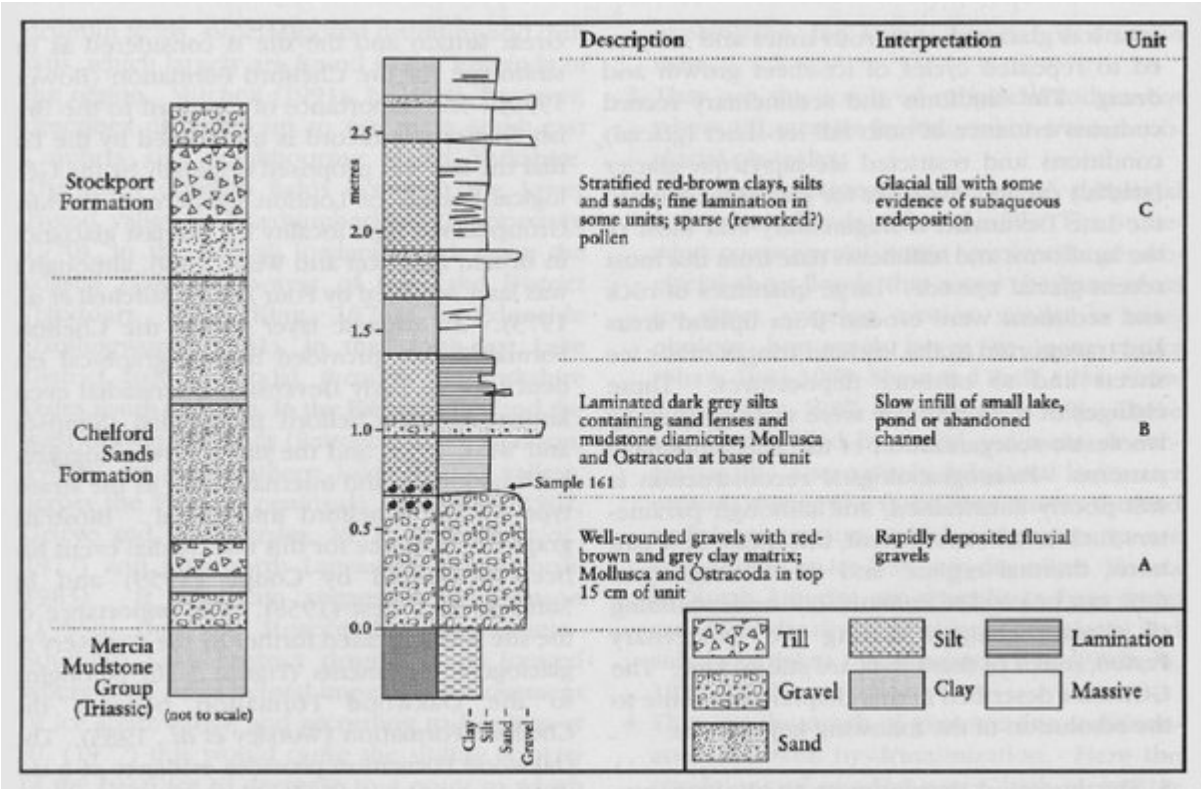 Description
Interpretation
Unit
Stockport
Formation
Chelford
Sands
Formation
Mercia
Mudstone
Group
(Triassic)
(not to scale)
metres
2.5
2.0
1.5
1.0
0.5
0.0
Stratified red-brown clays, silts
and sands; fine lamination in
some units; sparse (reworked?)
pollen
Glacial till with some
evidence of subaqueous
redeposition
C
Laminated dark grey silts
containing sand lenses and
mudstone diamictite; Mollusca
and Ostracoda at base of unit
Slow infill of small lake,
pond or abandoned
channel
B
Sample 161
Well-rounded gravels with red-
brown and grey clay matrix;
Mollusca and Ostracoda in top
15 cm of unit
Rapidly deposited fluvial
gravels
A
Clay
Silt
Sand
Gravel
Till
Silt
Lamination
Gravel
Clay
Massive
Sand